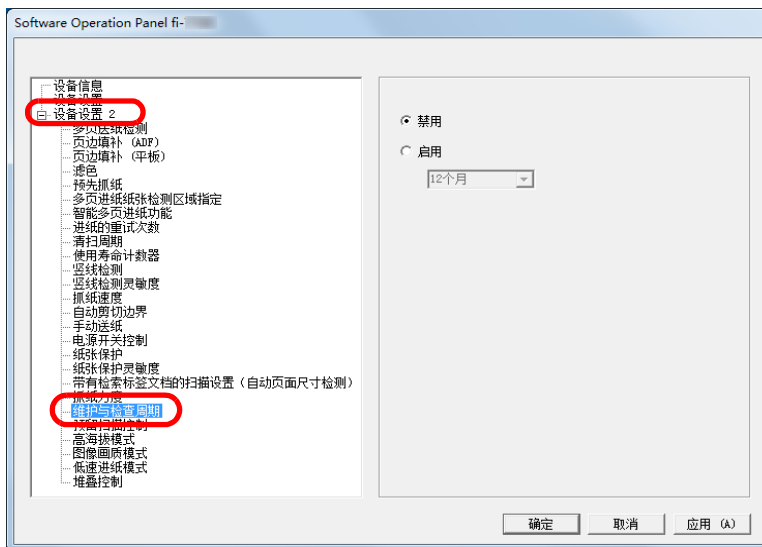 Software Operation Panel fi-
设备信息
设备设置
设备设置 2
多页送纸检测
页边填补 (ADF)
页边填补 (平板)
滤色
预先抓纸
多页进纸纸张检测区域指定
智能多页进纸功能
进纸的重试次数
清扫周期
使用寿命计数器
竖线检测
竖线检测灵敏度
抓纸速度
自动剪切边界
手动送纸
电源开关控制
纸张保护
纸张保护灵敏度
带有检索标签文档的扫描设置 (自动页面尺寸检测)
抓纸力度
维护与检查周期
预留扫描控制
高海拔模式
图像画质模式
低速进纸模式
堆叠控制
禁用
启用
12个月
确定 取消 应用 (A)